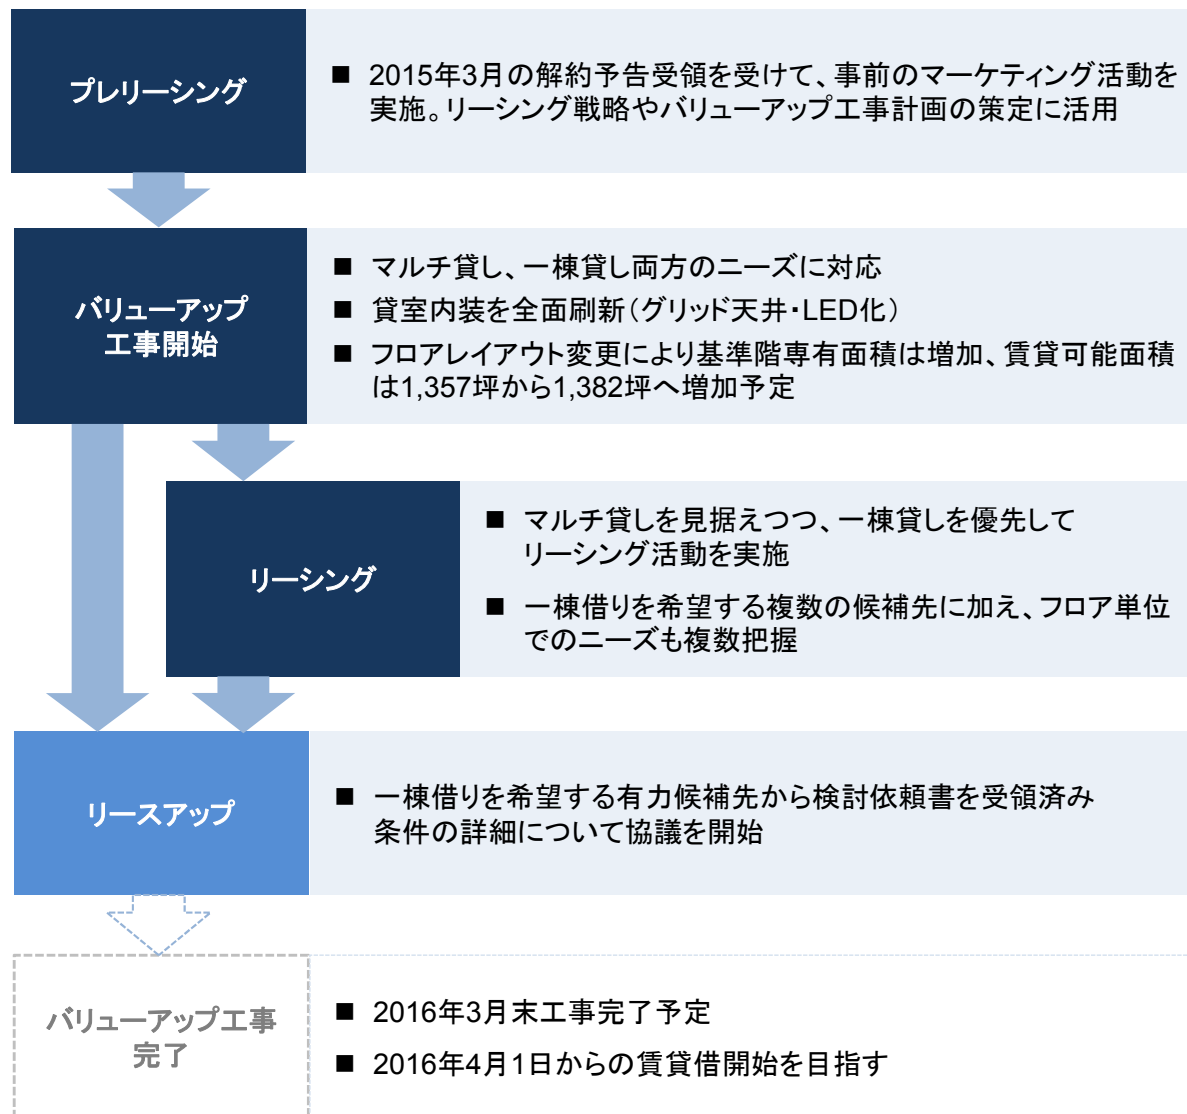 プレリーシング
■ 2015年3月の解約予告受領を受けて、事前のマーケティング活動を
実施。リーシング戦略やバリューアップ工事計画の策定に活用
バリューアップ
工事開始
■ マルチ貸し、一棟貸し両方のニーズに対応
■ 貸室内装を全面刷新（グリッド天井・LED化）
■ フロアレイアウト変更により基準階専有面積は増加、賃貸可能面積
は1,357坪から1,382坪へ増加予定
リーシング
■ マルチ貸しを見据えつつ、一棟貸しを優先して
リーシング活動を実施
■ 一棟借りを希望する複数の候補先に加え、フロア単位
でのニーズも複数把握
リースアップ
■ 一棟借りを希望する有力候補先から検討依頼書を受領済み
条件の詳細について協議を開始
バリューアップ工事
完了
■ 2016年3月末工事完了予定
■ 2016年4月1日からの賃貸借開始を目指す